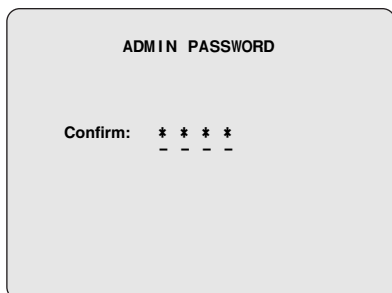 ADMIN PASSWORD
Confirm: * * * *
_ _ _ _